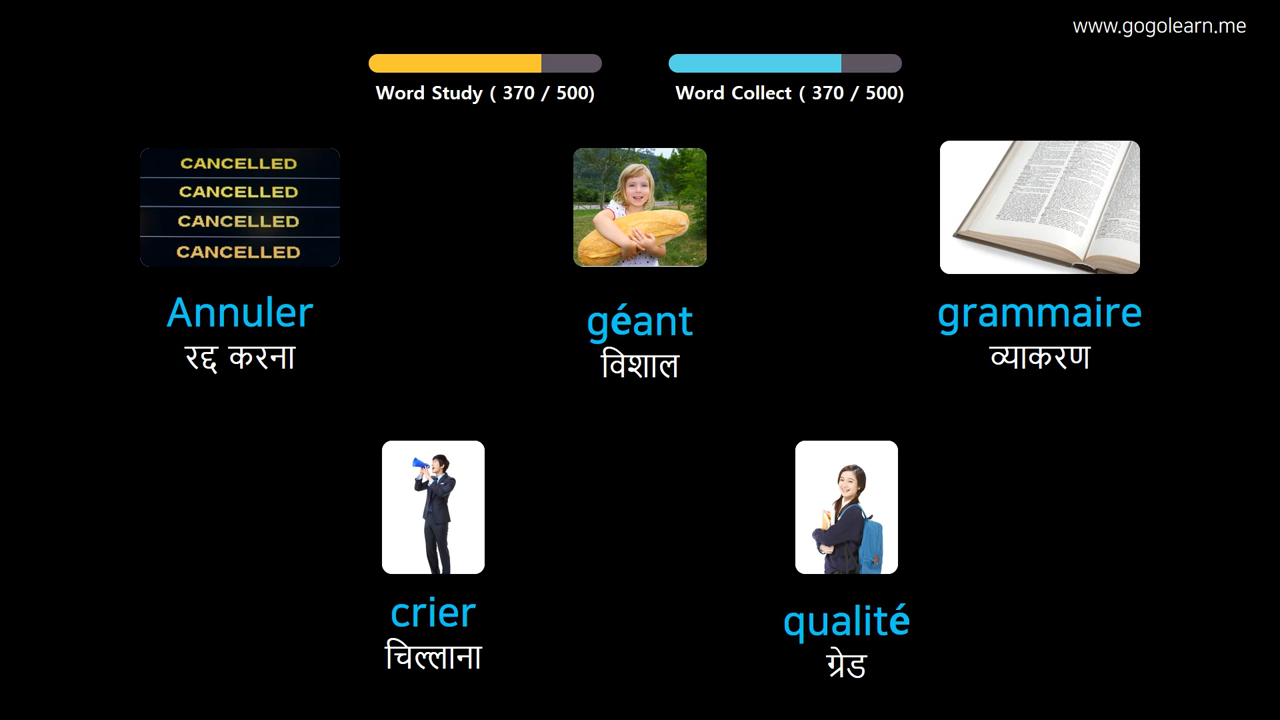 www.gogolearn.me
Word Study ( 370 / 500)
Word Collect ( 370 / 500)
CANCELLED
CANCELLED
CANCELLED
CANCELLED
Annuler
रद्द करना
géant
विशाल
grammaire
व्याकरण
crier
चिल्लाना
qualité
ग्रेड